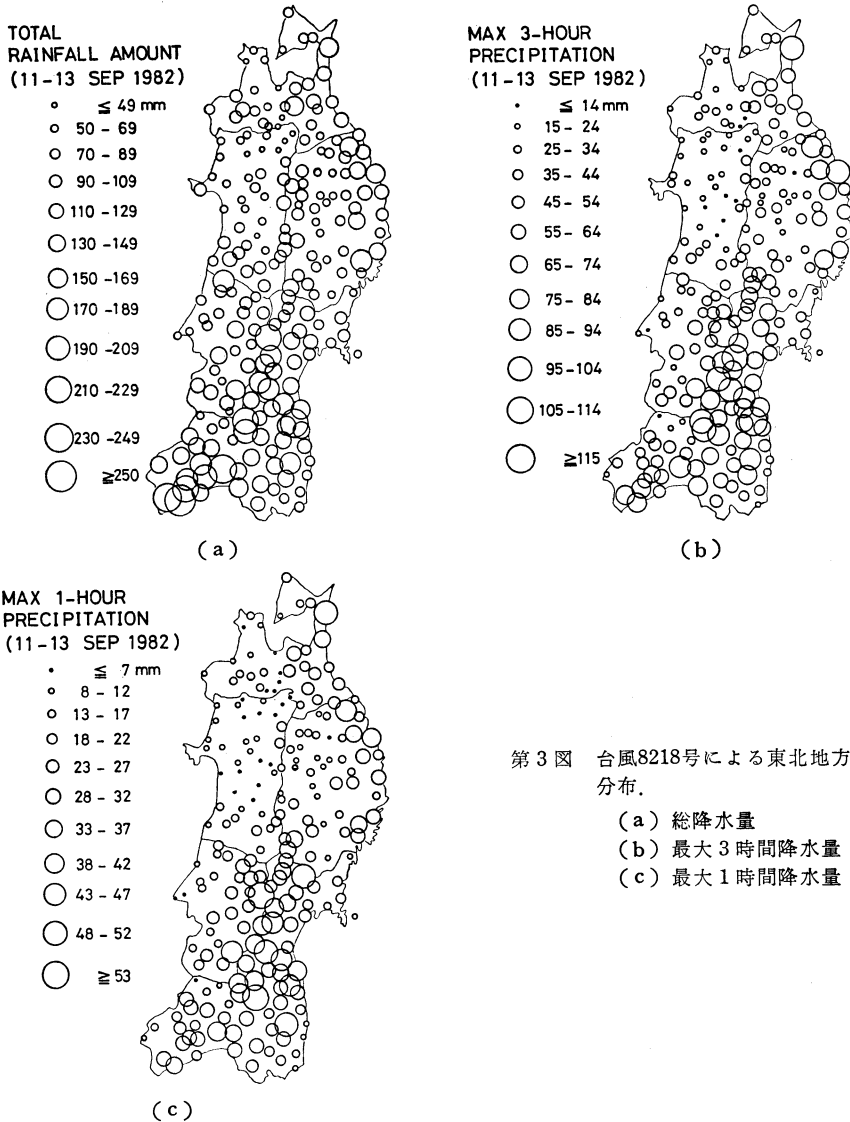 TOTAL
RAINFALL AMOUNT
(11-13 SEP 1982)
≦ 49 mm
50 - 69
70 - 89
90 - 109
110 - 129
130 - 149
150 - 169
170 - 189
190 - 209
210 - 229
230 - 249
≧250
(a)
MAX 3-HOUR
PRECIPITATION
(11-13 SEP 1982)
≦ 14 mm
15 - 24
25 - 34
35 - 44
45 - 54
55 - 64
65 - 74
75 - 84
85 - 94
95 - 104
105 - 114
≧115
(b)
MAX 1-HOUR
PRECIPITATION
(11-13 SEP 1982)
≦ 7 mm
8 - 12
13 - 17
18 - 22
23 - 27
28 - 32
33 - 37
38 - 42
43 - 47
48 - 52
≧ 53
(c)
第3図 台風8218号による東北地方
分布.
(a) 総降水量
(b) 最大3時間降水量
(c) 最大1時間降水量